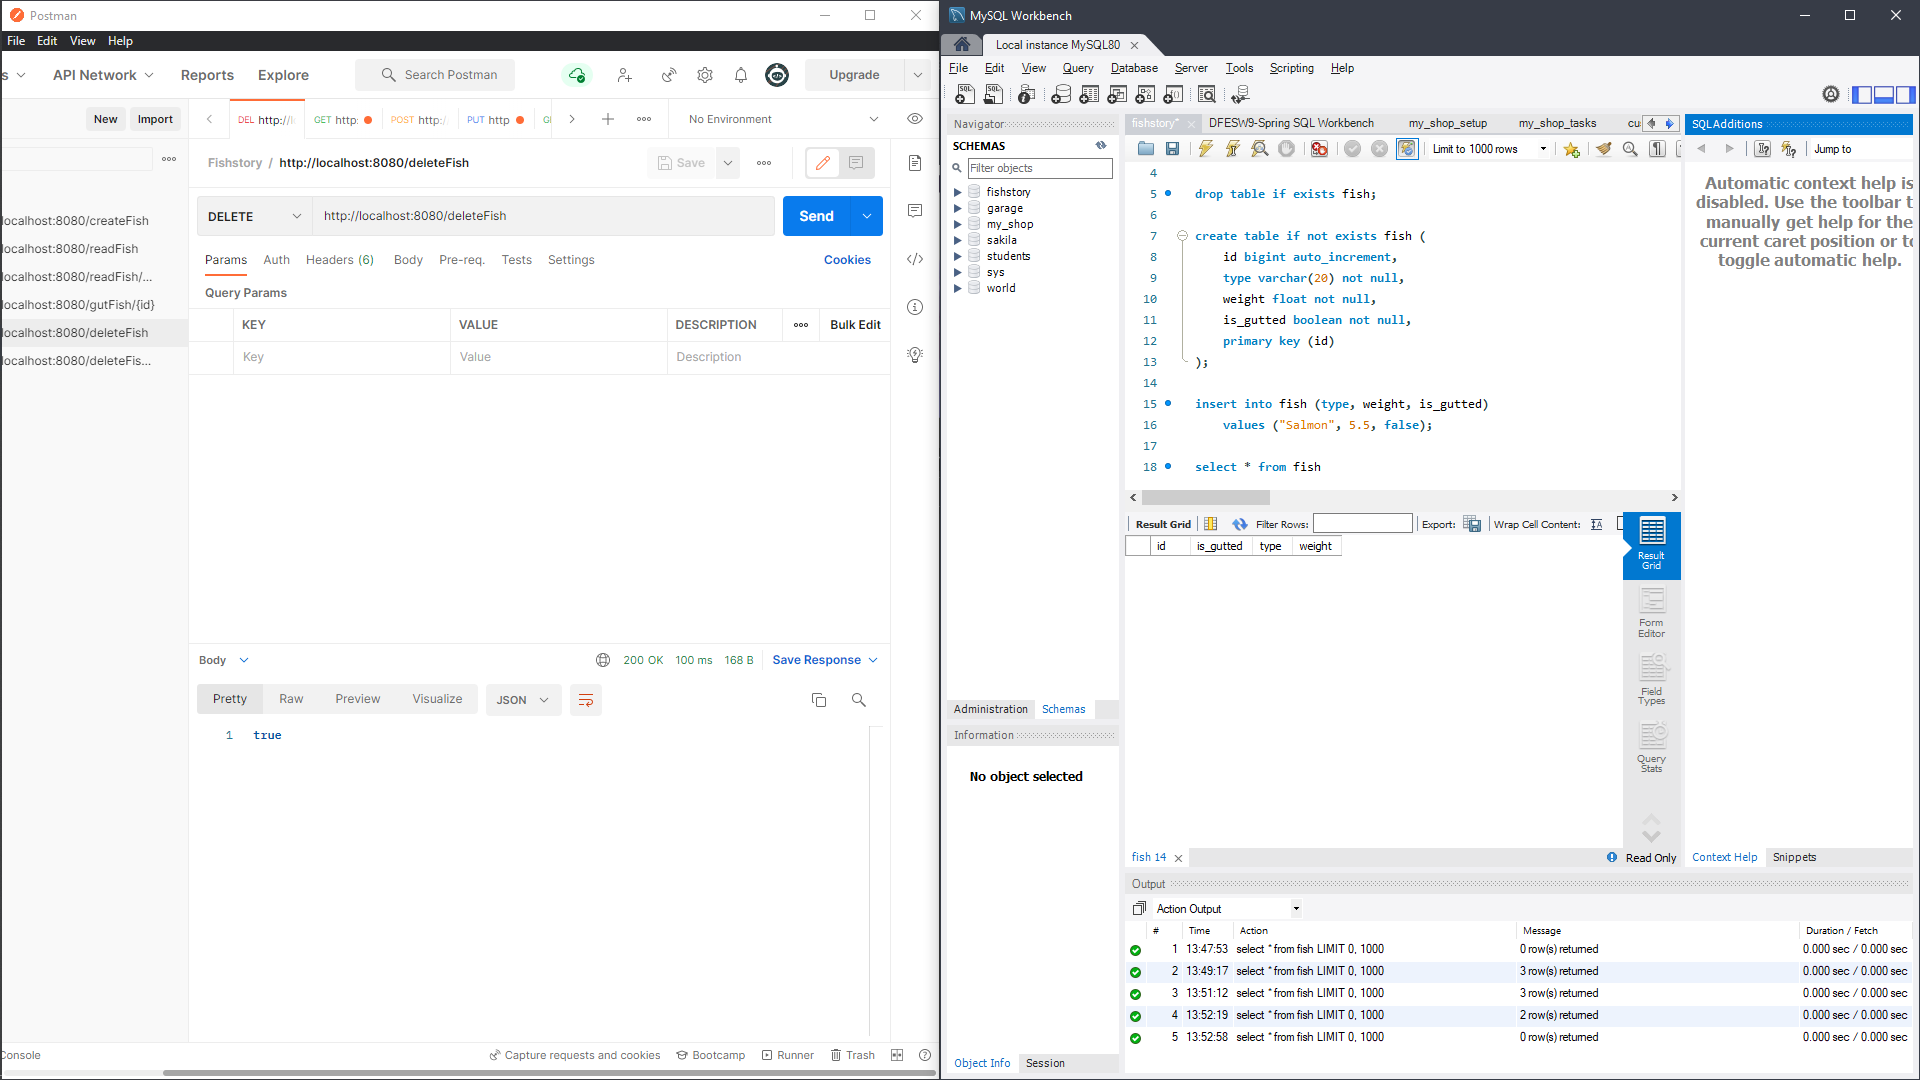 Postman
File Edit View Help
s API Network Reports Explore Search Postman Upgrade
New Import
DEL http://l GET http: POST http:/ PUT http GE No Environment
Fishstory / http://localhost:8080/deleteFish Save
DELETE http://localhost:8080/deleteFish Send
Params Auth Headers (6) Body Pre-req. Tests Settings Cookies
Query Params
KEY VALUE DESCRIPTION Bulk Edit
Key Value Description
localhost:8080/createFish
localhost:8080/readFish
localhost:8080/readFish/...
localhost:8080/gutFish/{id}
localhost:8080/deleteFish
localhost:8080/deleteFis...
Body 200 OK 100 ms 168 B Save Response
Pretty Raw Preview Visualize JSON
1 true
Console Capture requests and cookies Bootcamp Runner Trash
MySQL Workbench
Local instance MySQL80
File Edit View Query Database Server Tools Scripting Help
Navigator
SCHEMAS
Filter objects
fishstory
garage
my_shop
sakila
students
sys
world
Administration Schemas
Information
No object selected
Object Info Session
fishstory* DFESW9-Spring SQL Workbench my_shop_setup my_shop_tasks cu
Limit to 1000 rows
4
5 drop table if exists fish;
6
7 create table if not exists fish (
8 id bigint auto_increment,
9 type varchar(20) not null,
10 weight float not null,
11 is_gutted boolean not null,
12 primary key (id)
13 );
14
15 insert into fish (type, weight, is_gutted)
16 values ("Salmon", 5.5, false);
17
18 select * from fish
Result Grid Filter Rows: Export: Wrap Cell Content:
id is_gutted type weight
Result
Grid
Form
Editor
Field
Types
Query
Stats
fish 14 Read Only
SQLAdditions
Jump to
Automatic context help is
disabled. Use the toolbar t
manually get help for the
current caret position or to
toggle automatic help.
Context Help Snippets
Output
Action Output
# Time Action Message Duration / Fetch
1 13:47:53 select * from fish LIMIT 0, 1000 0 row(s) returned 0.000 sec / 0.000 sec
2 13:49:17 select * from fish LIMIT 0, 1000 3 row(s) returned 0.000 sec / 0.000 sec
3 13:51:12 select * from fish LIMIT 0, 1000 3 row(s) returned 0.000 sec / 0.000 sec
4 13:52:19 select * from fish LIMIT 0, 1000 2 row(s) returned 0.000 sec / 0.000 sec
5 13:52:58 select * from fish LIMIT 0, 1000 0 row(s) returned 0.000 sec / 0.000 sec